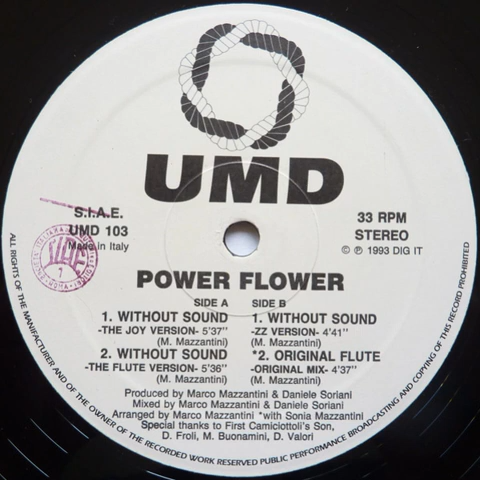 UMD
S.I.A.E.
UMD 103
Made in Italy
33 RPM
STEREO
© ℗ 1993 DIG IT
POWER FLOWER
SIDE A
1. WITHOUT SOUND
-THE JOY VERSION- 5'37"
(M. Mazzantini)
2. WITHOUT SOUND
-THE FLUTE VERSION- 5'36"
(M. Mazzantini)
SIDE B
1. WITHOUT SOUND
-ZZ VERSION- 4'41"
(M. Mazzantini)
*2. ORIGINAL FLUTE
-ORIGINAL MIX- 4'37"
(M. Mazzantini)
Produced by Marco Mazzantini & Daniele Soriani
Mixed by Marco Mazzantini & Daniele Soriani
Arranged by Marco Mazzantini *with Sonia Mazzantini
Special thanks to First Camiciottoli's Son,
D. Froli, M. Buonamini, D. Valori
ALL RIGHTS OF THE MANUFACTURER AND OF THE OWNER OF THE RECORDED WORK RESERVED PUBLIC PERFORMANCE BROADCASTING AND COPYING OF THIS RECORD PROHIBITED